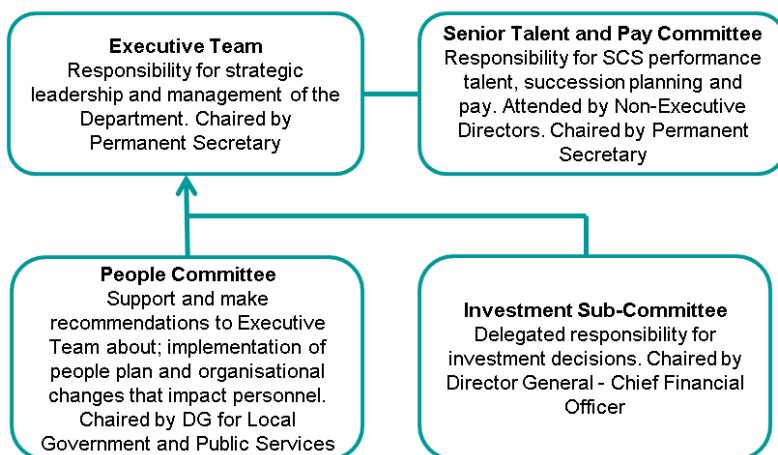 Executive Team
Responsibility for strategic
leadership and management of the
Department. Chaired by
Permanent Secretary
Senior Talent and Pay Committee
Responsibility for SCS performance
talent, succession planning and
pay. Attended by Non-Executive
Directors. Chaired by Permanent
Secretary
People Committee
Support and make
recommendations to Executive
Team about; implementation of
people plan and organisational
changes that impact personnel.
Chaired by DG for Local
Government and Public Services
Investment Sub-Committee
Delegated responsibility for
investment decisions. Chaired by
Director General - Chief Financial
Officer